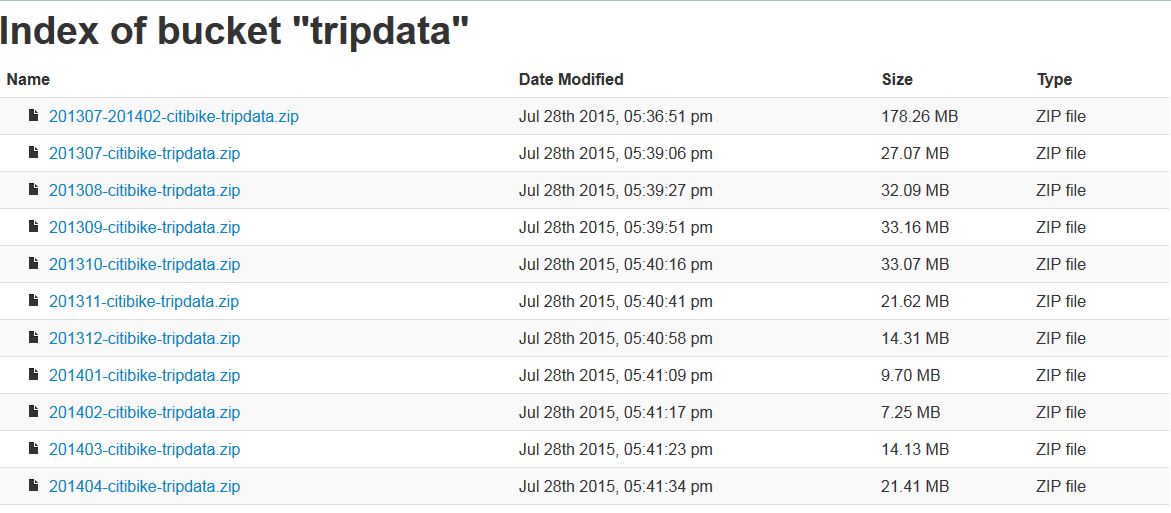 Index of bucket "tripdata"
Name Date Modified Size Type
201307-201402-citibike-tripdata.zip Jul 28th 2015, 05:36:51 pm 178.26 MB ZIP file
201307-citibike-tripdata.zip Jul 28th 2015, 05:39:06 pm 27.07 MB ZIP file
201308-citibike-tripdata.zip Jul 28th 2015, 05:39:27 pm 32.09 MB ZIP file
201309-citibike-tripdata.zip Jul 28th 2015, 05:39:51 pm 33.16 MB ZIP file
201310-citibike-tripdata.zip Jul 28th 2015, 05:40:16 pm 33.07 MB ZIP file
201311-citibike-tripdata.zip Jul 28th 2015, 05:40:41 pm 21.62 MB ZIP file
201312-citibike-tripdata.zip Jul 28th 2015, 05:40:58 pm 14.31 MB ZIP file
201401-citibike-tripdata.zip Jul 28th 2015, 05:41:09 pm 9.70 MB ZIP file
201402-citibike-tripdata.zip Jul 28th 2015, 05:41:17 pm 7.25 MB ZIP file
201403-citibike-tripdata.zip Jul 28th 2015, 05:41:23 pm 14.13 MB ZIP file
201404-citibike-tripdata.zip Jul 28th 2015, 05:41:34 pm 21.41 MB ZIP file